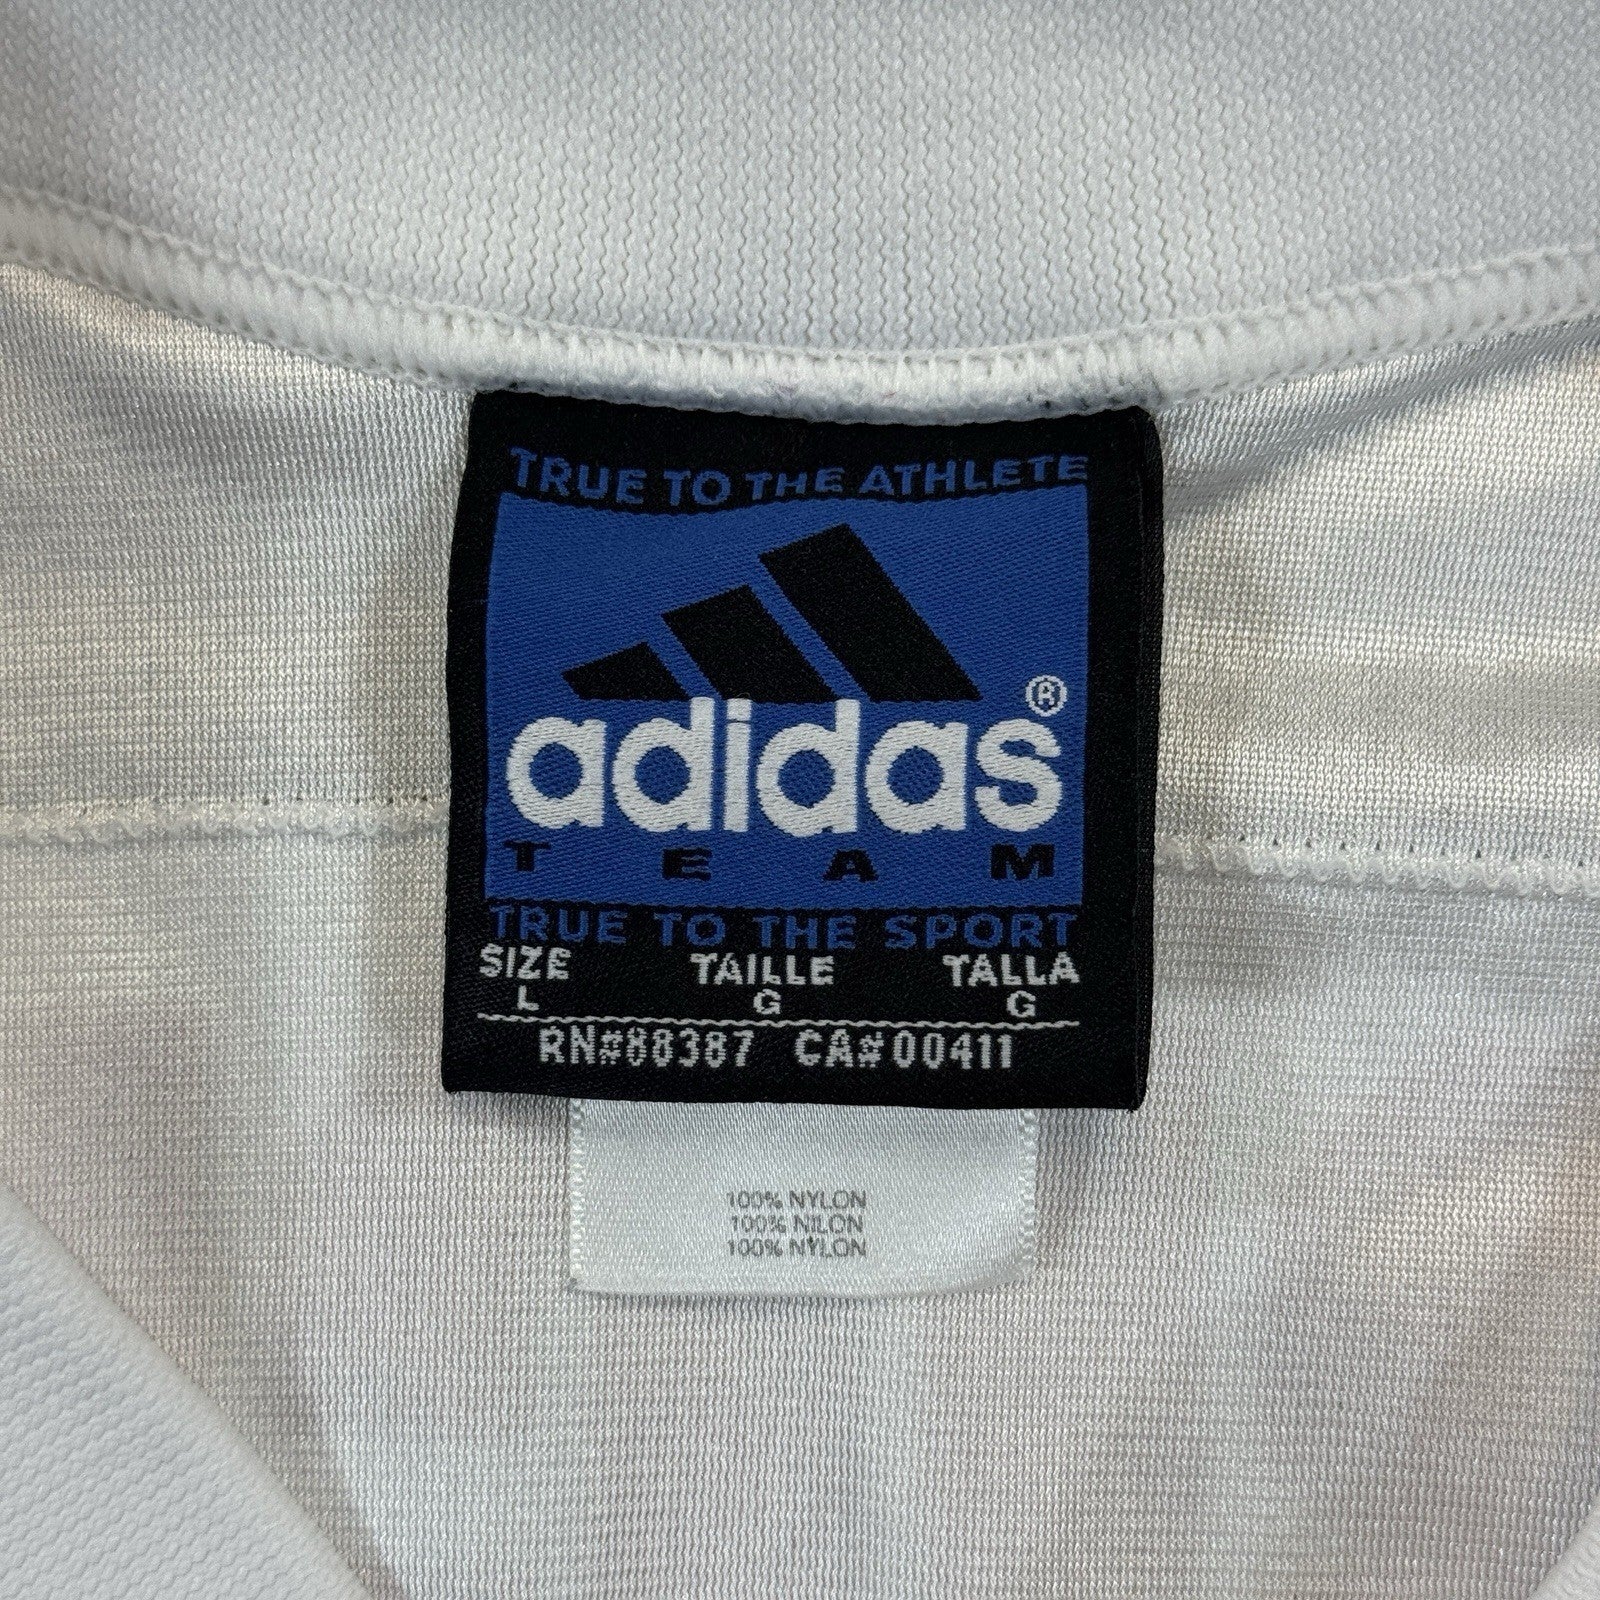 TRUE TO THE ATHLETE
adidas®
TEAM
TRUE TO THE SPORT
SIZE TAILLE TALLA
L G G
RN#88387 CA#00411
100% NYLON
100% NILON
100% NYLON